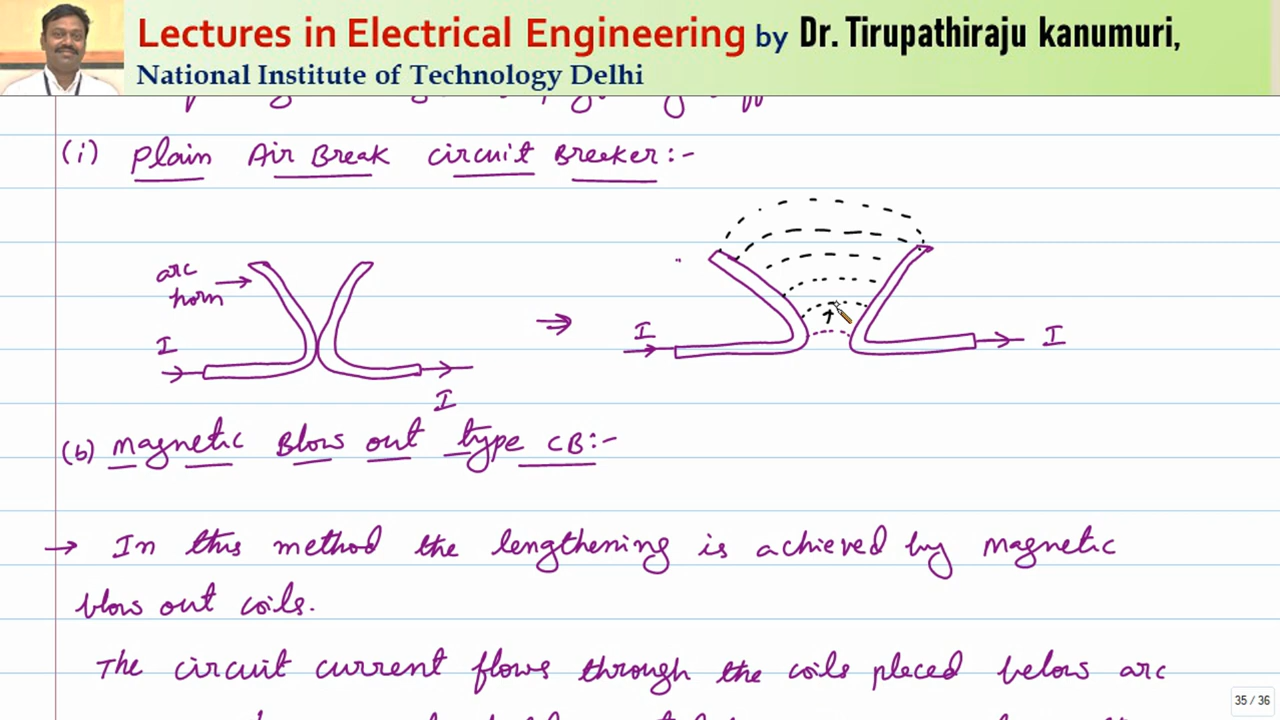 Lectures in Electrical Engineering by Dr. Tirupathiraju kanumuri,
National Institute of Technology Delhi
(i) Plain Air Break circuit Breeker:-
arc
horn
I
I
I
I
(b) Magnetic Blow out type CB:-
→ In this method the lengthening is achieved by magnetic
blow out coils.
The circuit current flows through the coils placed below arc
35 / 36